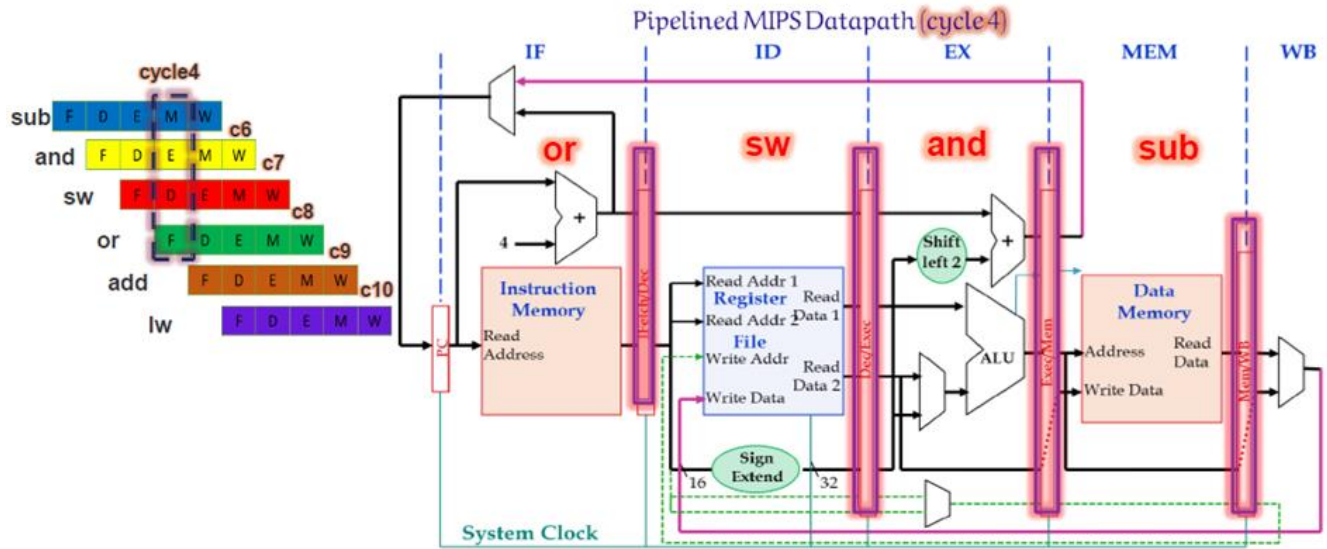 Pipelined MIPS Datapath (cycle 4)
IF ID EX MEM WB
cycle4
sub F D E M W
c6
and F D E M W
c7
sw F D E M W
c8
or F D E M W
c9
add F D E M W
c10
lw F D E M W
or sw and sub
+
4
Shift
left 2
+
Instruction
Memory
Read
Address
PC
IFetch/Dec
Read Addr 1
Register
Read Addr 2
File
Write Addr
Write Data
Read
Data 1
Read
Data 2
Dec/Exec
ALU
Exec/Mem
Data
Memory
Address
Read
Data
Write Data
Mem/WB
Sign
Extend
16
32
System Clock